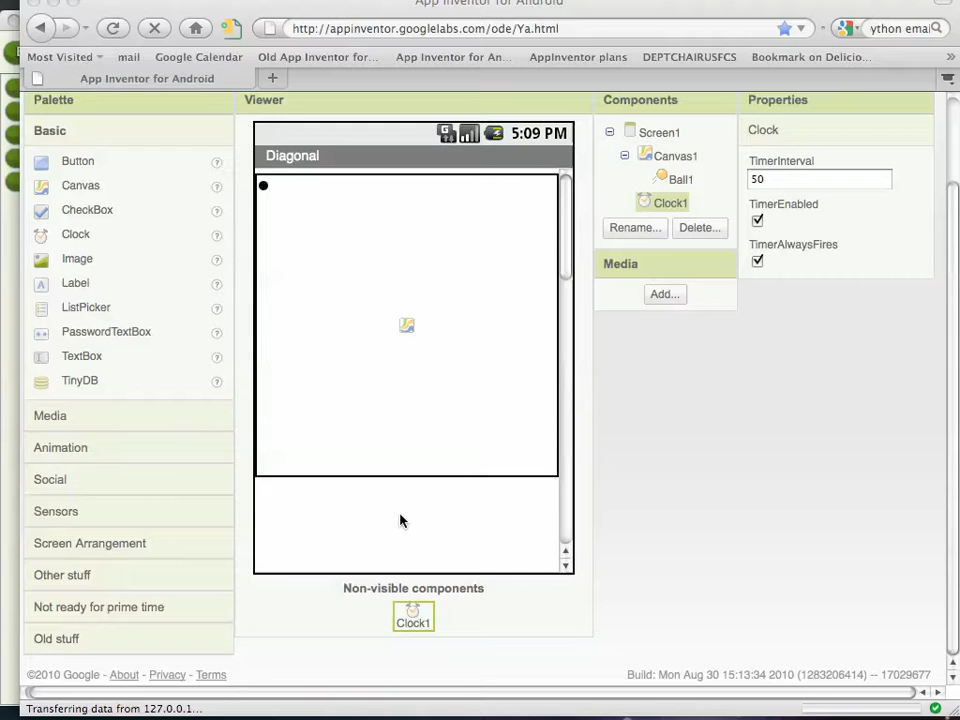 App Inventor for Android
http://appinventor.googlelabs.com/ode/Ya.html
ython emai
Most Visited
mail
Google Calendar
Old App Inventor for...
App Inventor for An...
AppInventor plans
DEPTCHAIRUSFCS
Bookmark on Delicio...
»
App Inventor for Android
+
Palette
Viewer
Components
Properties
Basic
Button
?
Canvas
?
CheckBox
?
Clock
?
Image
?
Label
?
ListPicker
?
PasswordTextBox
?
TextBox
?
TinyDB
?
Media
Animation
Social
Sensors
Screen Arrangement
Other stuff
Not ready for prime time
Old stuff
5:09 PM
Diagonal
Non-visible components
Clock1
Screen1
Canvas1
Ball1
Clock1
Rename...
Delete...
Media
Add...
Clock
TimerInterval
50
TimerEnabled
TimerAlwaysFires
©2010 Google - About - Privacy - Terms
Build: Mon Aug 30 15:13:34 2010 (1283206414) -- 17029677
Transferring data from 127.0.0.1...